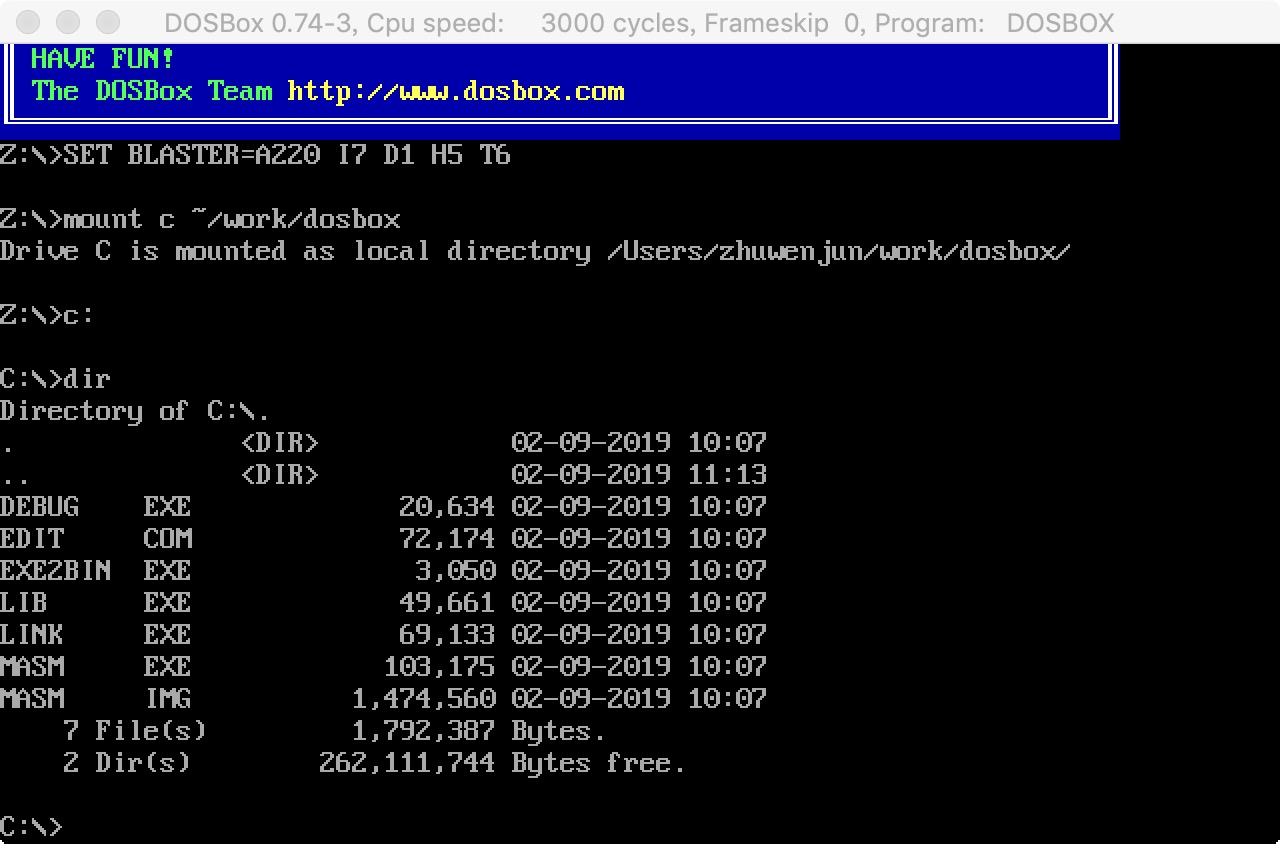 DOSBox 0.74-3, Cpu speed:     3000 cycles, Frameskip  0, Program:   DOSBOX
HAVE FUN!
The DOSBox Team http://www.dosbox.com
Z:\>SET BLASTER=A220 I7 D1 H5 T6
Z:\>mount c ~/work/dosbox
Drive C is mounted as local directory /Users/zhuwenjun/work/dosbox/
Z:\>c:
C:\>dir
Directory of C:\.
.              <DIR>            02-09-2019 10:07
..             <DIR>            02-09-2019 11:13
DEBUG    EXE             20,634 02-09-2019 10:07
EDIT     COM             72,174 02-09-2019 10:07
EXE2BIN  EXE              3,050 02-09-2019 10:07
LIB      EXE             49,661 02-09-2019 10:07
LINK     EXE             69,133 02-09-2019 10:07
MASM     EXE            103,175 02-09-2019 10:07
MASM     IMG          1,474,560 02-09-2019 10:07
    7 File(s)         1,792,387 Bytes.
    2 Dir(s)        262,111,744 Bytes free.
C:\>